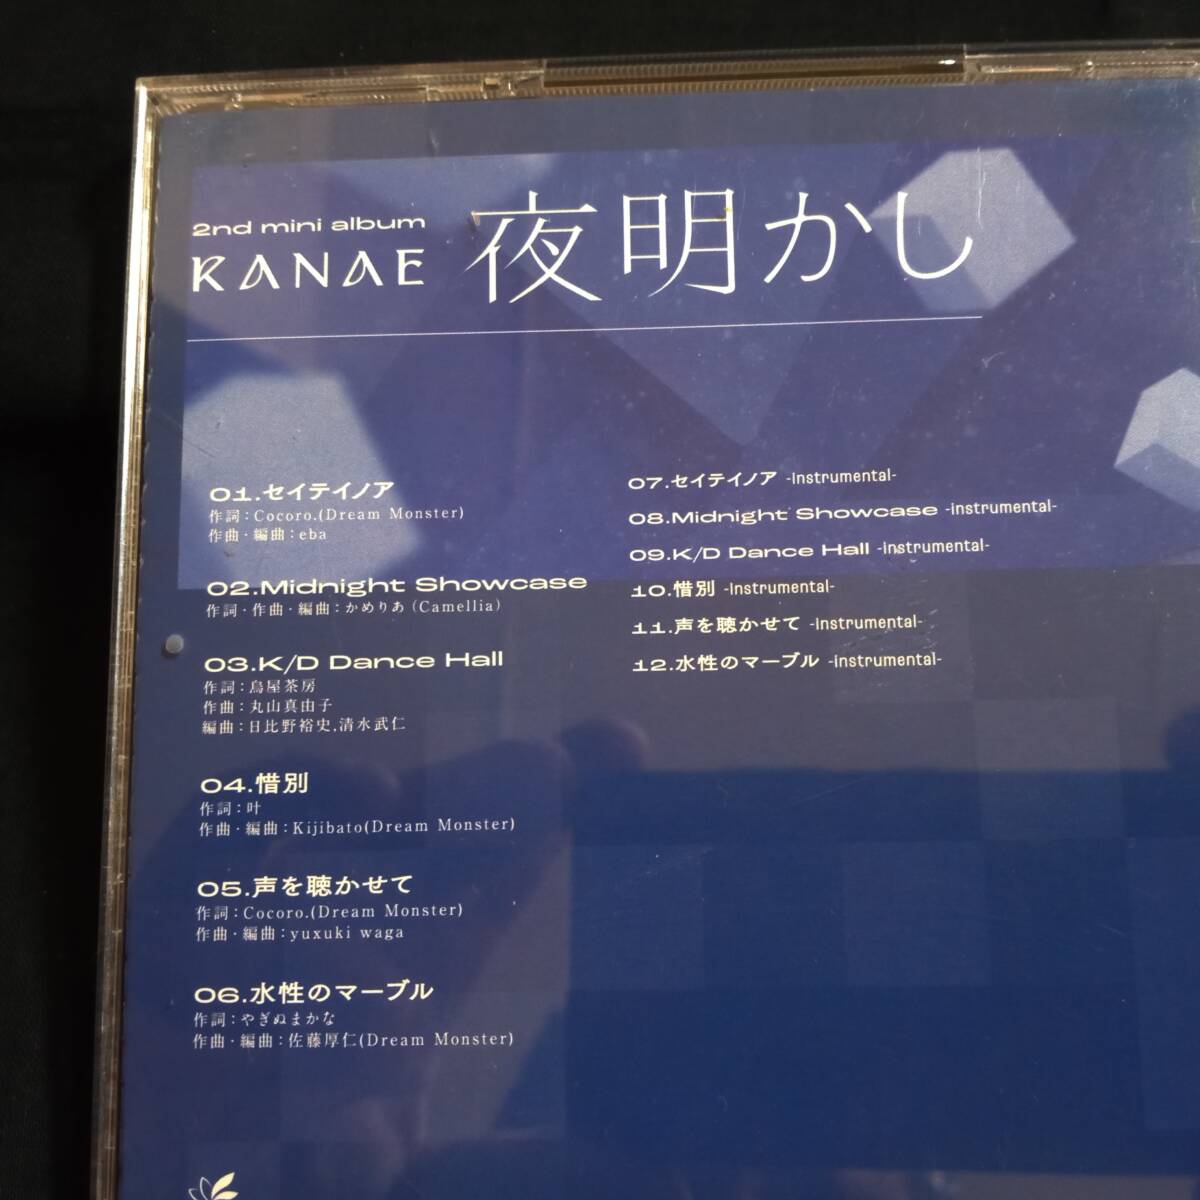 2nd mini album
KANAE 夜明かし
01.セイテイノア
作詞：Cocoro.(Dream Monster)
作曲・編曲：eba
02.Midnight Showcase
作詞・作曲・編曲：かめりあ（Camellia）
03.K/D Dance Hall
作詞：鳥屋茶房
作曲：丸山真由子
編曲：日比野裕史,清水武仁
04.惜別
作詞：叶
作曲・編曲：Kijibato(Dream Monster)
05.声を聴かせて
作詞：Cocoro.(Dream Monster)
作曲・編曲：yuxuki waga
06.水性のマーブル
作詞：やぎぬまかな
作曲・編曲：佐藤厚仁(Dream Monster)
07.セイテイノア -instrumental-
08.Midnight Showcase -instrumental-
09.K/D Dance Hall -instrumental-
10.惜別 -instrumental-
11.声を聴かせて -instrumental-
12.水性のマーブル -instrumental-